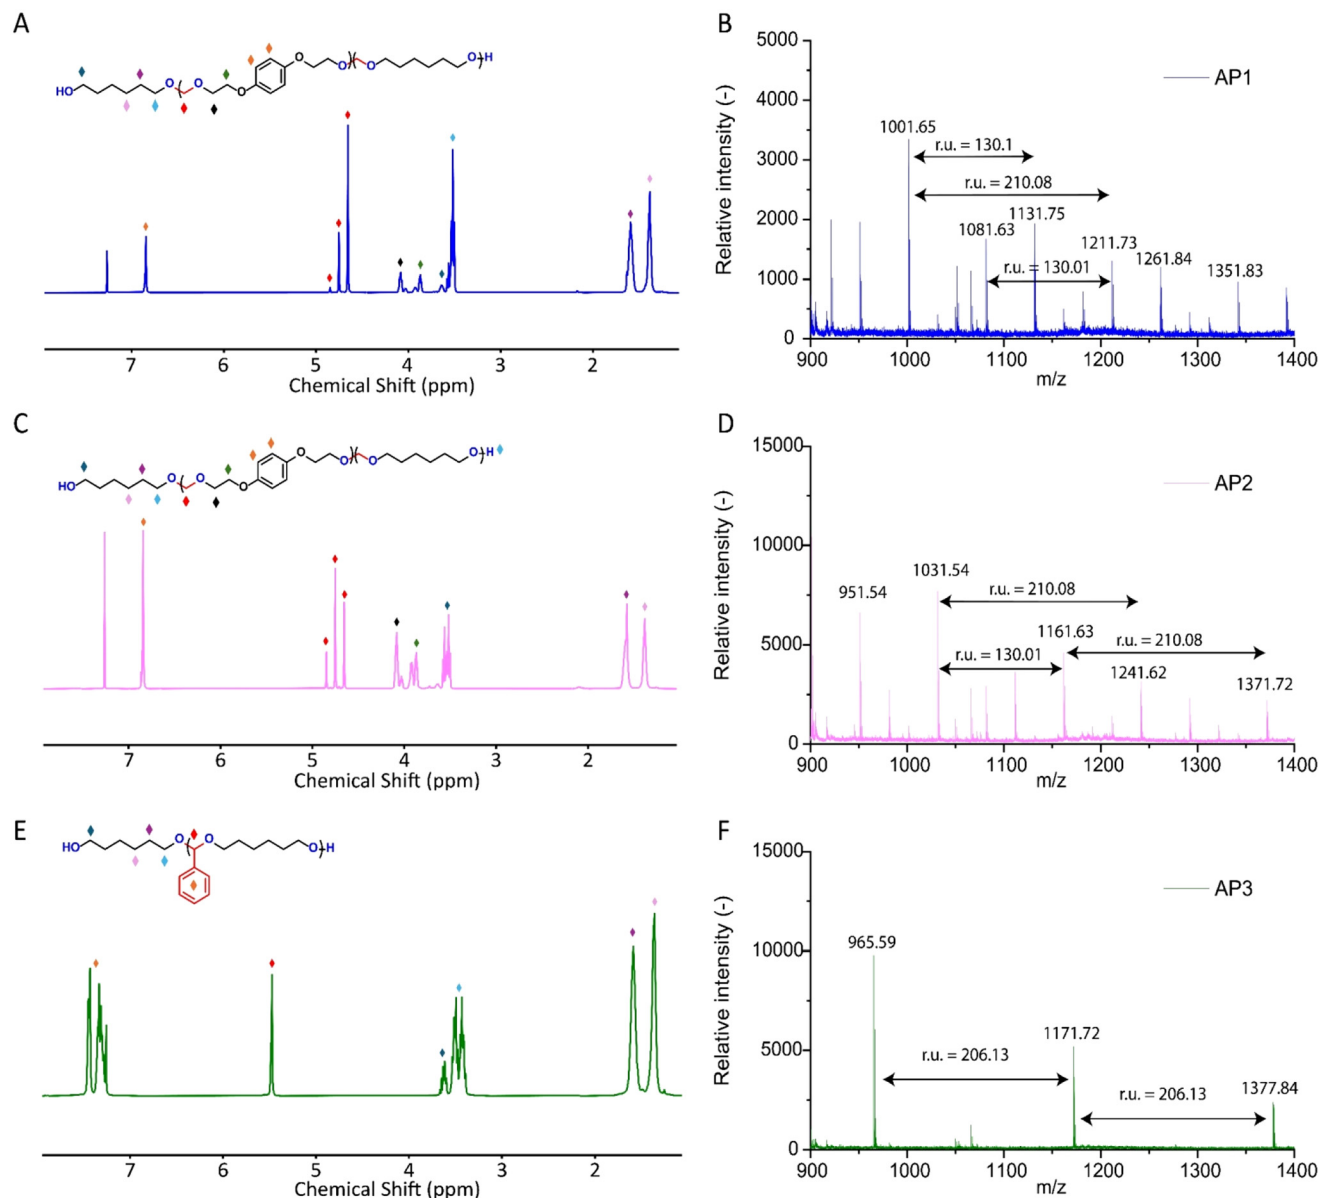 A
O
O
O
O
H
HO
O
O
O
7
6
5
4
3
2
Chemical Shift (ppm)
B
5000
4000
3000
2000
1000
0
Relative intensity (-)
AP1
1001.65
r.u. = 130.1
r.u. = 210.08
1131.75
1081.63
1211.73
1261.84
r.u. = 130.01
1351.83
900
1000
1100
1200
1300
1400
m/z
C
O
O
O
O
H
HO
O
O
O
7
6
5
4
3
2
Chemical Shift (ppm)
D
15000
10000
5000
0
Relative intensity (-)
AP2
1031.54
951.54
r.u. = 210.08
1161.63
r.u. = 210.08
r.u. = 130.01
1241.62
1371.72
900
1000
1100
1200
1300
1400
m/z
E
HO
O
O
O
H
7
6
5
4
3
2
Chemical Shift (ppm)
F
15000
10000
5000
0
Relative intensity (-)
AP3
965.59
1171.72
r.u. = 206.13
1377.84
r.u. = 206.13
900
1000
1100
1200
1300
1400
m/z